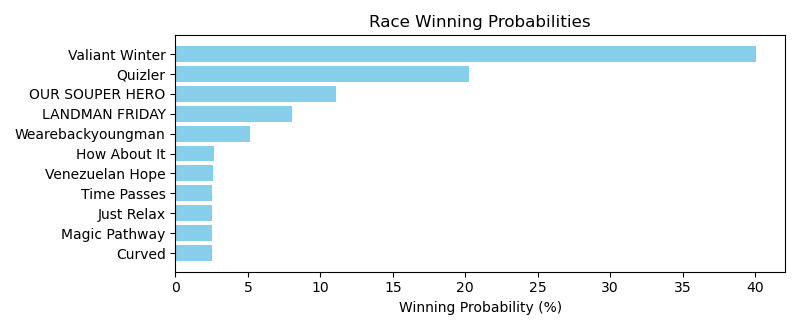 Race Winning Probabilities
Valiant Winter
Quizler
OUR SOUPER HERO
LANDMAN FRIDAY
Wearebackyoungman
How About It
Venezuelan Hope
Time Passes
Just Relax
Magic Pathway
Curved
0 5 10 15 20 25 30 35 40
Winning Probability (%)